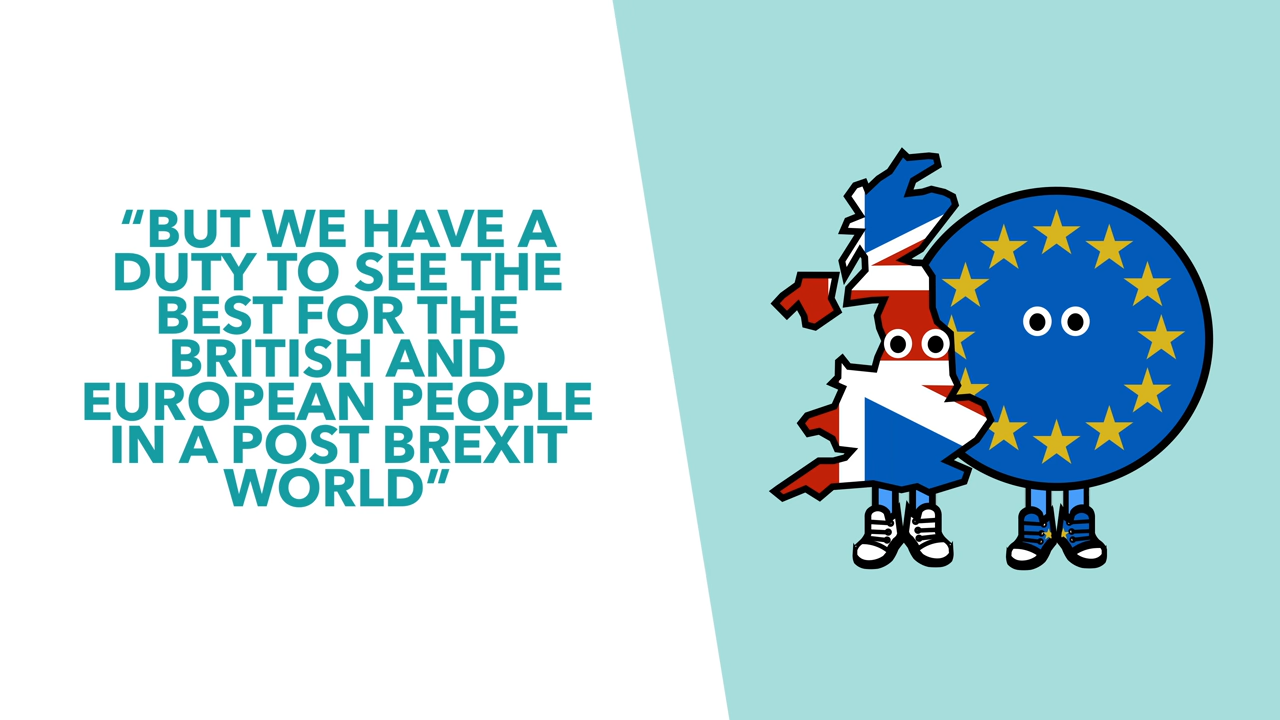 “BUT WE HAVE A
DUTY TO SEE THE
BEST FOR THE
BRITISH AND
EUROPEAN PEOPLE
IN A POST BREXIT
WORLD”